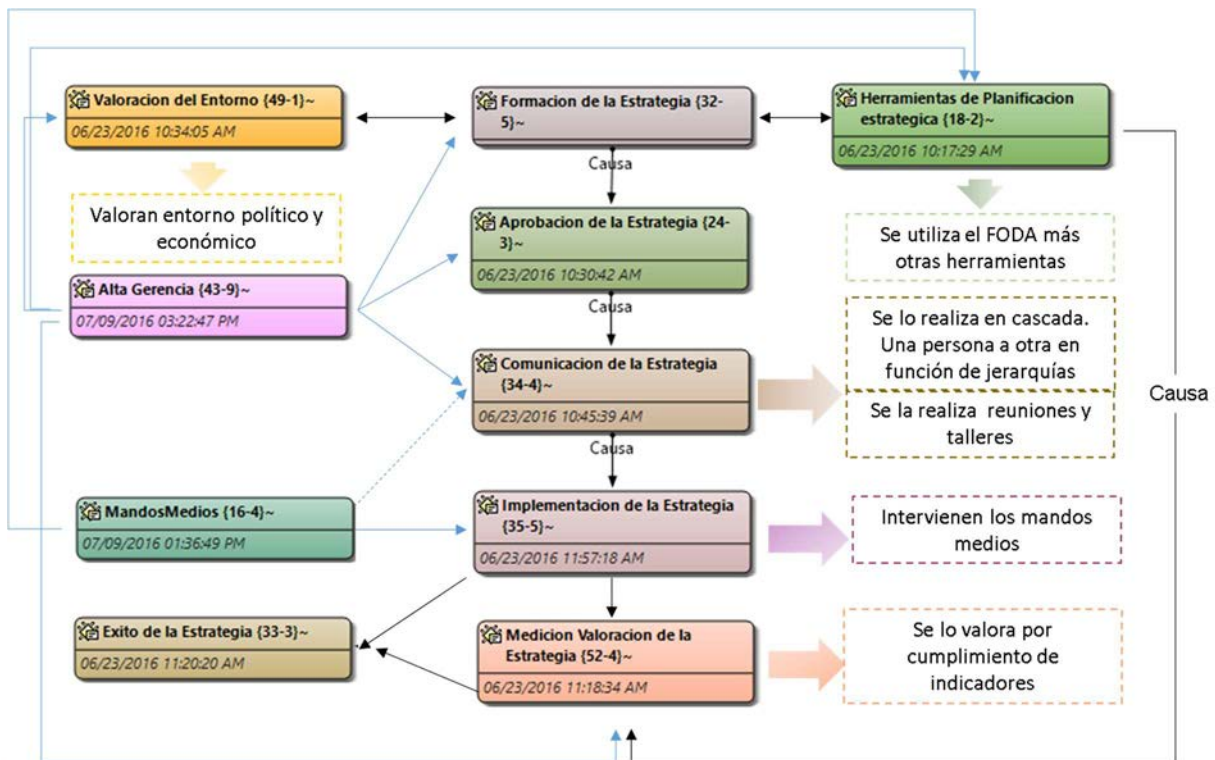 Valoracion del Entorno {49-1}~
06/23/2016 10:34:05 AM
Formacion de la Estrategia {32-
5}~
Herramientas de Planificacion
estrategica {18-2}~
06/23/2016 10:17:29 AM
Causa
Valoran entorno político y
económico
Aprobacion de la Estrategia {24-
3}~
06/23/2016 10:30:42 AM
Se utiliza el FODA más
otras herramientas
Alta Gerencia {43-9}~
07/09/2016 03:22:47 PM
Causa
Comunicacion de la Estrategia
{34-4}~
06/23/2016 10:45:39 AM
Se lo realiza en cascada.
Una persona a otra en
función de jerarquías
Se la realiza reuniones y
talleres
Causa
Causa
MandosMedios {16-4}~
07/09/2016 01:36:49 PM
Implementacion de la Estrategia
{35-5}~
06/23/2016 11:57:18 AM
Intervienen los mandos
medios
Exito de la Estrategia {33-3}~
06/23/2016 11:20:20 AM
Medicion Valoracion de la
Estrategia {52-4}~
06/23/2016 11:18:34 AM
Se lo valora por
cumplimiento de
indicadores